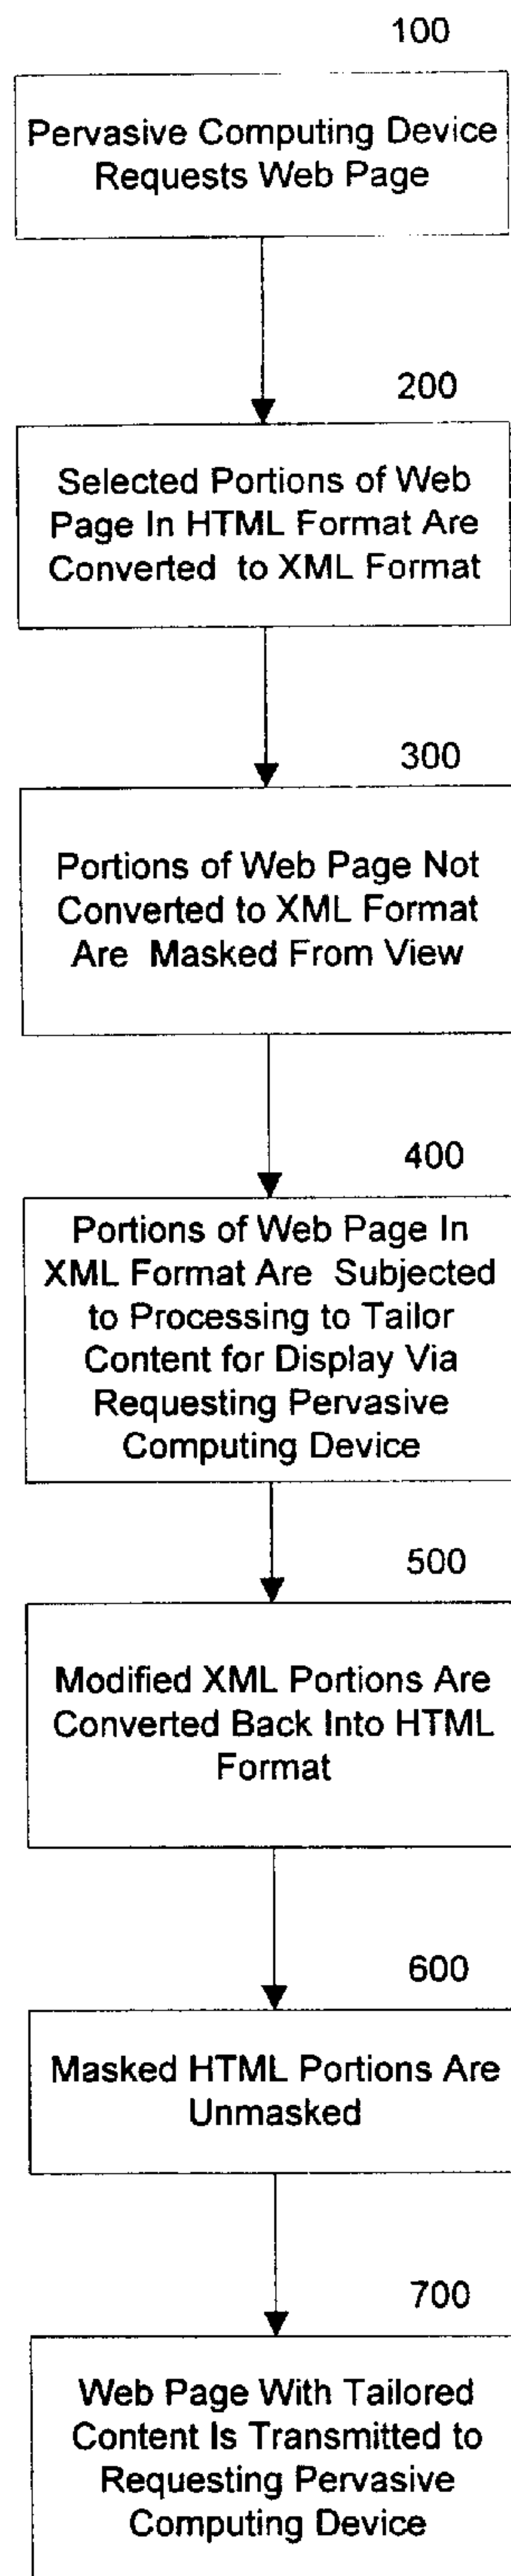 100
Pervasive Computing Device
Requests Web Page
200
Selected Portions of Web
Page In HTML Format Are
Converted to XML Format
300
Portions of Web Page Not
Converted to XML Format
Are Masked From View
400
Portions of Web Page In
XML Format Are Subjected
to Processing to Tailor
Content for Display Via
Requesting Pervasive
Computing Device
500
Modified XML Portions Are
Converted Back Into HTML
Format
600
Masked HTML Portions Are
Unmasked
700
Web Page With Tailored
Content Is Transmitted to
Requesting Pervasive
Computing Device